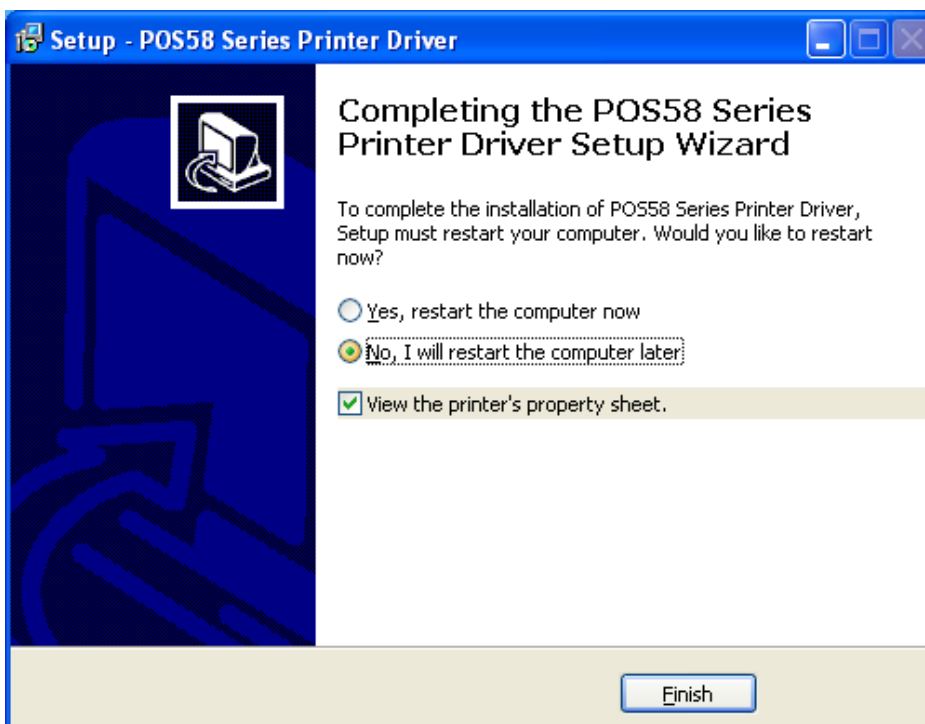 Setup - POS58 Series Printer Driver
Completing the POS58 Series
Printer Driver Setup Wizard
To complete the installation of POS58 Series Printer Driver,
Setup must restart your computer. Would you like to restart
now?
Yes, restart the computer now
No, I will restart the computer later
View the printer's property sheet.
Finish